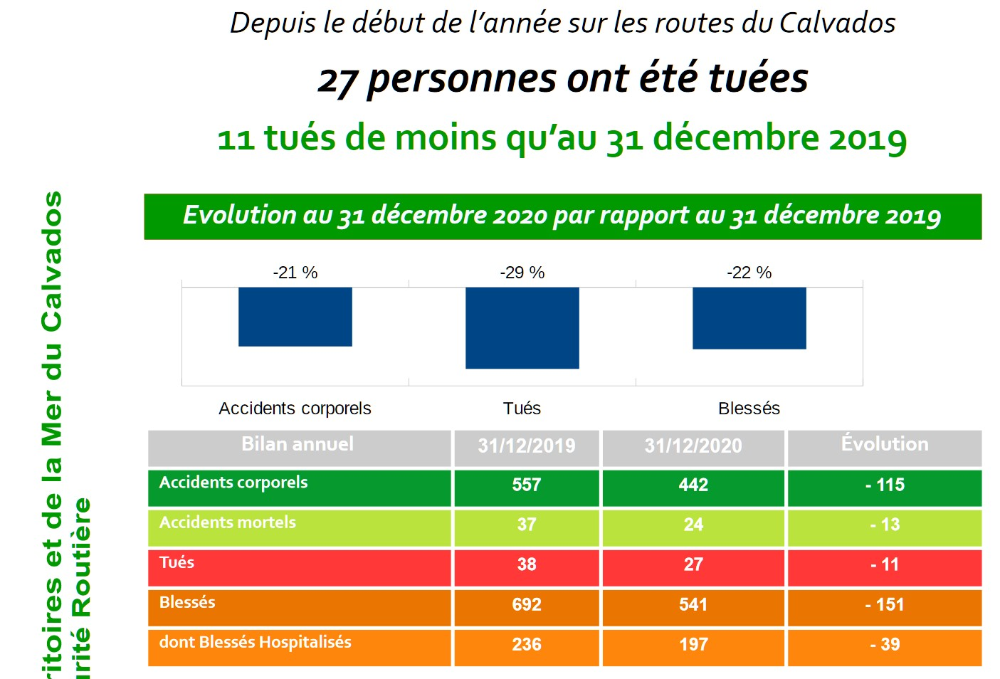 Depuis le début de l’année sur les routes du Calvados
27 personnes ont été tuées
11 tués de moins qu’au 31 décembre 2019
Evolution au 31 décembre 2020 par rapport au 31 décembre 2019
-21 % -29 % -22 %
Accidents corporels Tués Blessés
Bilan annuel 31/12/2019 31/12/2020 Évolution
Accidents corporels 557 442 - 115
Accidents mortels 37 24 - 13
Tués 38 27 - 11
Blessés 692 541 - 151
dont Blessés Hospitalisés 236 197 - 39
et de la Mer du Calvados
Routière